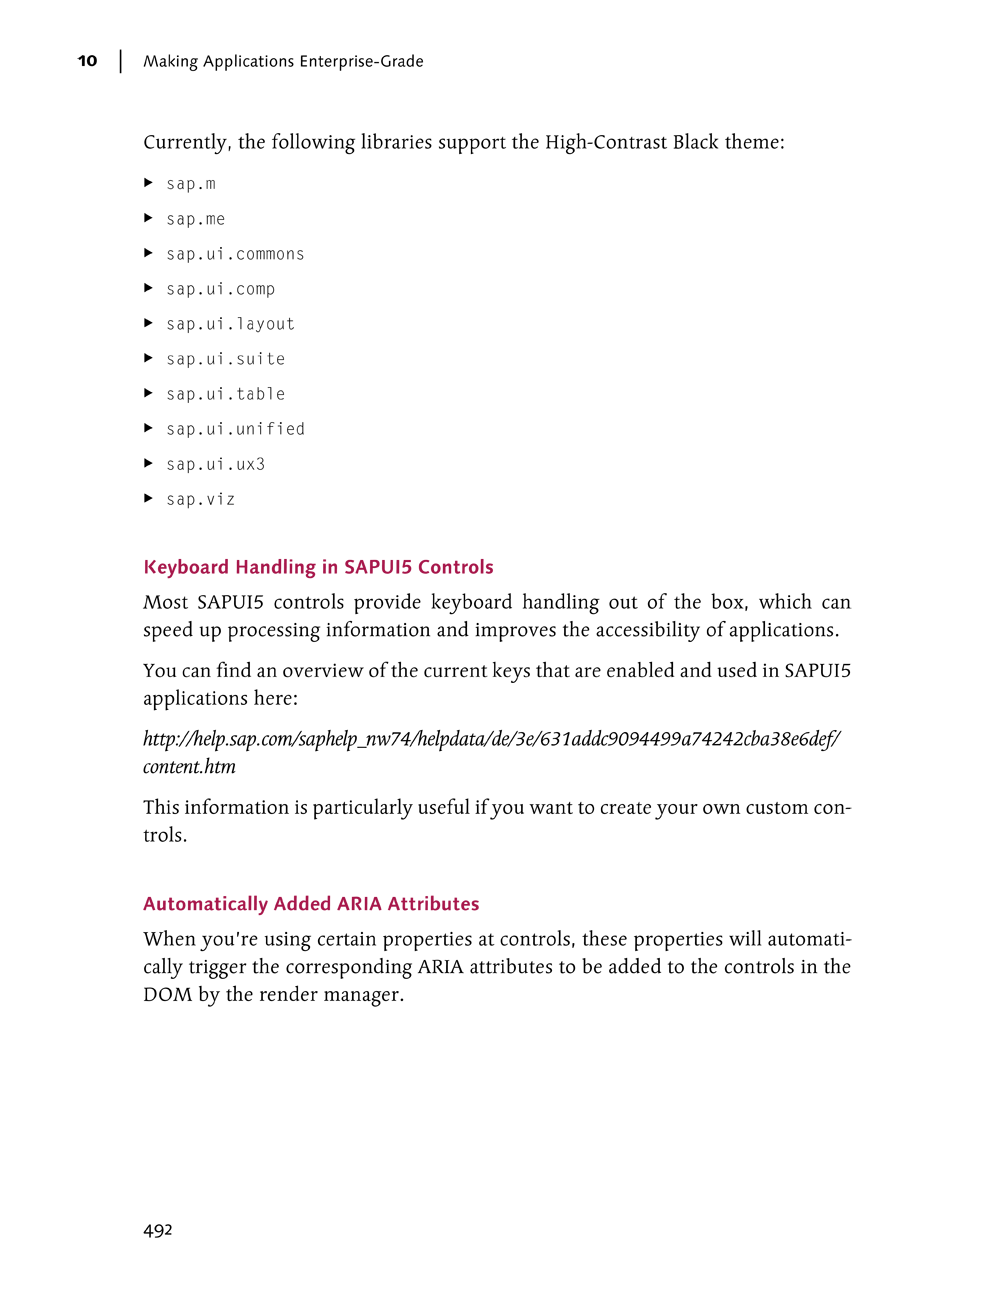 10 | Making Applications Enterprise-Grade
Currently, the following libraries support the High-Contrast Black theme:
▶ sap.m
▶ sap.me
▶ sap.ui.commons
▶ sap.ui.comp
▶ sap.ui.layout
▶ sap.ui.suite
▶ sap.ui.table
▶ sap.ui.unified
▶ sap.ui.ux3
▶ sap.viz
Keyboard Handling in SAPUI5 Controls
Most SAPUI5 controls provide keyboard handling out of the box, which can
speed up processing information and improves the accessibility of applications.
You can find an overview of the current keys that are enabled and used in SAPUI5
applications here:
http://help.sap.com/saphelp_nw74/helpdata/de/3e/631addc9094499a74242cba38e6def/
content.htm
This information is particularly useful if you want to create your own custom con-
trols.
Automatically Added ARIA Attributes
When you're using certain properties at controls, these properties will automati-
cally trigger the corresponding ARIA attributes to be added to the controls in the
DOM by the render manager.
492